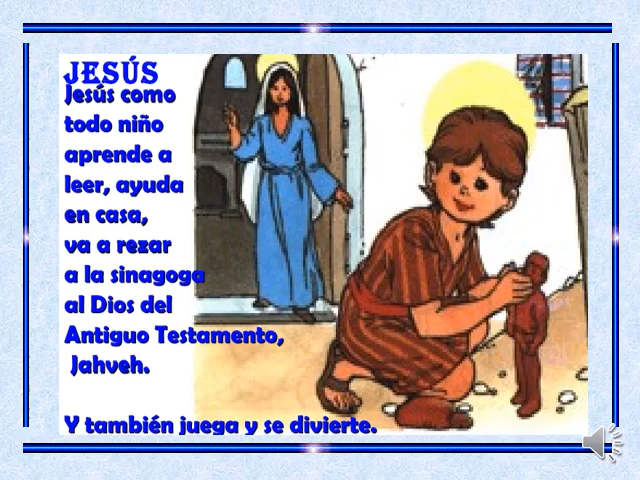 JESÚS
Jesús como
todo niño
aprende a
leer, ayuda
en casa,
va a rezar
a la sinagoga
al Dios del
Antiguo Testamento,
Jahveh.
Y también juega y se divierte.